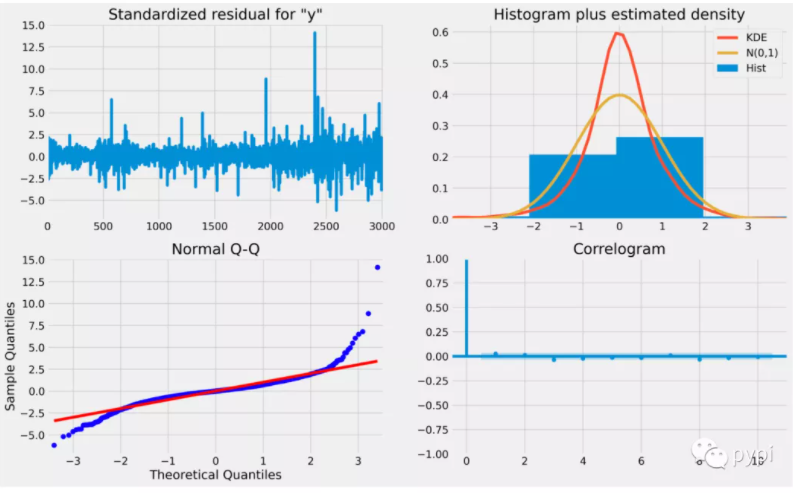 Standardized residual for "y"
15.0
12.5
10.0
7.5
5.0
2.5
0.0
−2.5
−5.0
0 500 1000 1500 2000 2500 3000
Histogram plus estimated density
0.6
0.5
0.4
0.3
0.2
0.1
0.0
KDE
N(0,1)
Hist
−3 −2 −1 0 1 2 3
Normal Q-Q
Sample Quantiles
15.0
12.5
10.0
7.5
5.0
2.5
0.0
−2.5
−5.0
−3 −2 −1 0 1 2 3
Theoretical Quantiles
Correlogram
1.00
0.75
0.50
0.25
0.00
−0.25
−0.50
−0.75
−1.00
0 2 4 6 8 10
pypi